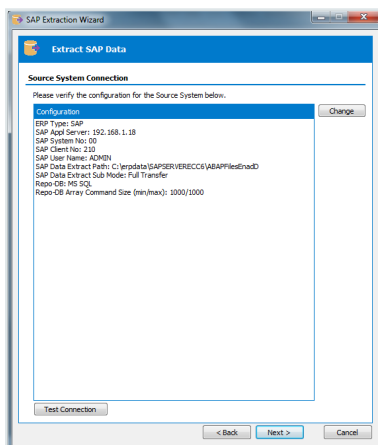 SAP Extraction Wizard
Extract SAP Data
Source System Connection
Please verify the configuration for the Source System below.
Configuration
Change
ERP Type: SAP
SAP Appl Server: 192.168.1.18
SAP System No: 00
SAP Client No: 210
SAP User Name: ADMIN
SAP Data Extract Path: C:\erpdata\SAPSERVERECC6\ABAPFilesEnadD
SAP Data Extract Sub Mode: Full Transfer
Repo-DB: MS SQL
Repo-DB Array Command Size (min/max): 1000/1000
Test Connection
< Back
Next >
Cancel